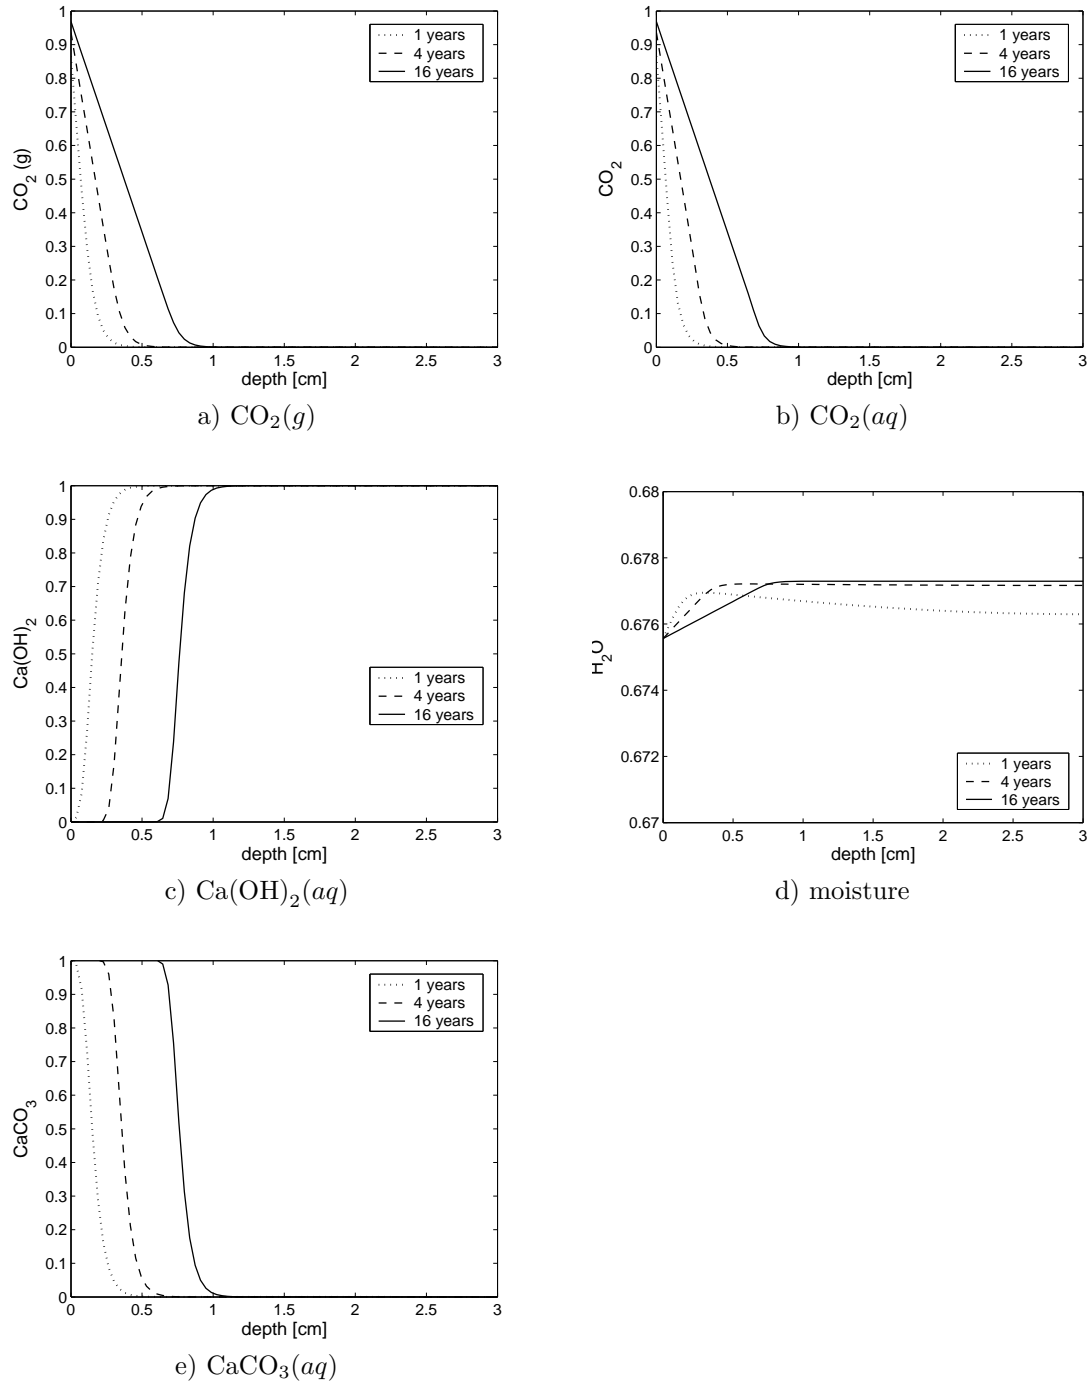 1
0.9
0.8
0.7
0.6
0.5
0.4
0.3
0.2
0.1
0
CO2 (g)
1 years
4 years
16 years
0 0.5 1 1.5 2 2.5 3
depth [cm]
a) CO2(g)
1
0.9
0.8
0.7
0.6
0.5
0.4
0.3
0.2
0.1
0
CO2
1 years
4 years
16 years
0 0.5 1 1.5 2 2.5 3
depth [cm]
b) CO2(aq)
1
0.9
0.8
0.7
0.6
0.5
0.4
0.3
0.2
0.1
0
Ca(OH)2
1 years
4 years
16 years
0 0.5 1 1.5 2 2.5 3
depth [cm]
c) Ca(OH)2(aq)
0.68
0.678
0.676
0.674
0.672
0.67
H2O
1 years
4 years
16 years
0 0.5 1 1.5 2 2.5 3
depth [cm]
d) moisture
1
0.9
0.8
0.7
0.6
0.5
0.4
0.3
0.2
0.1
0
CaCO3
1 years
4 years
16 years
0 0.5 1 1.5 2 2.5 3
depth [cm]
e) CaCO3(aq)